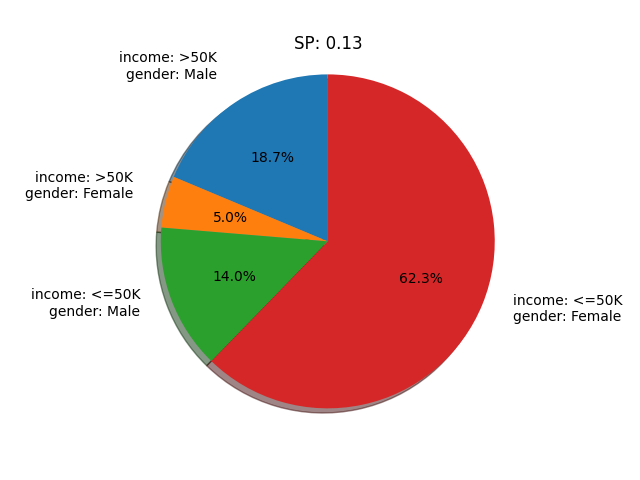 SP: 0.13
income: >50K
gender: Male
18.7%
income: >50K
gender: Female
5.0%
income: <=50K
gender: Male
14.0%
62.3%
income: <=50K
gender: Female